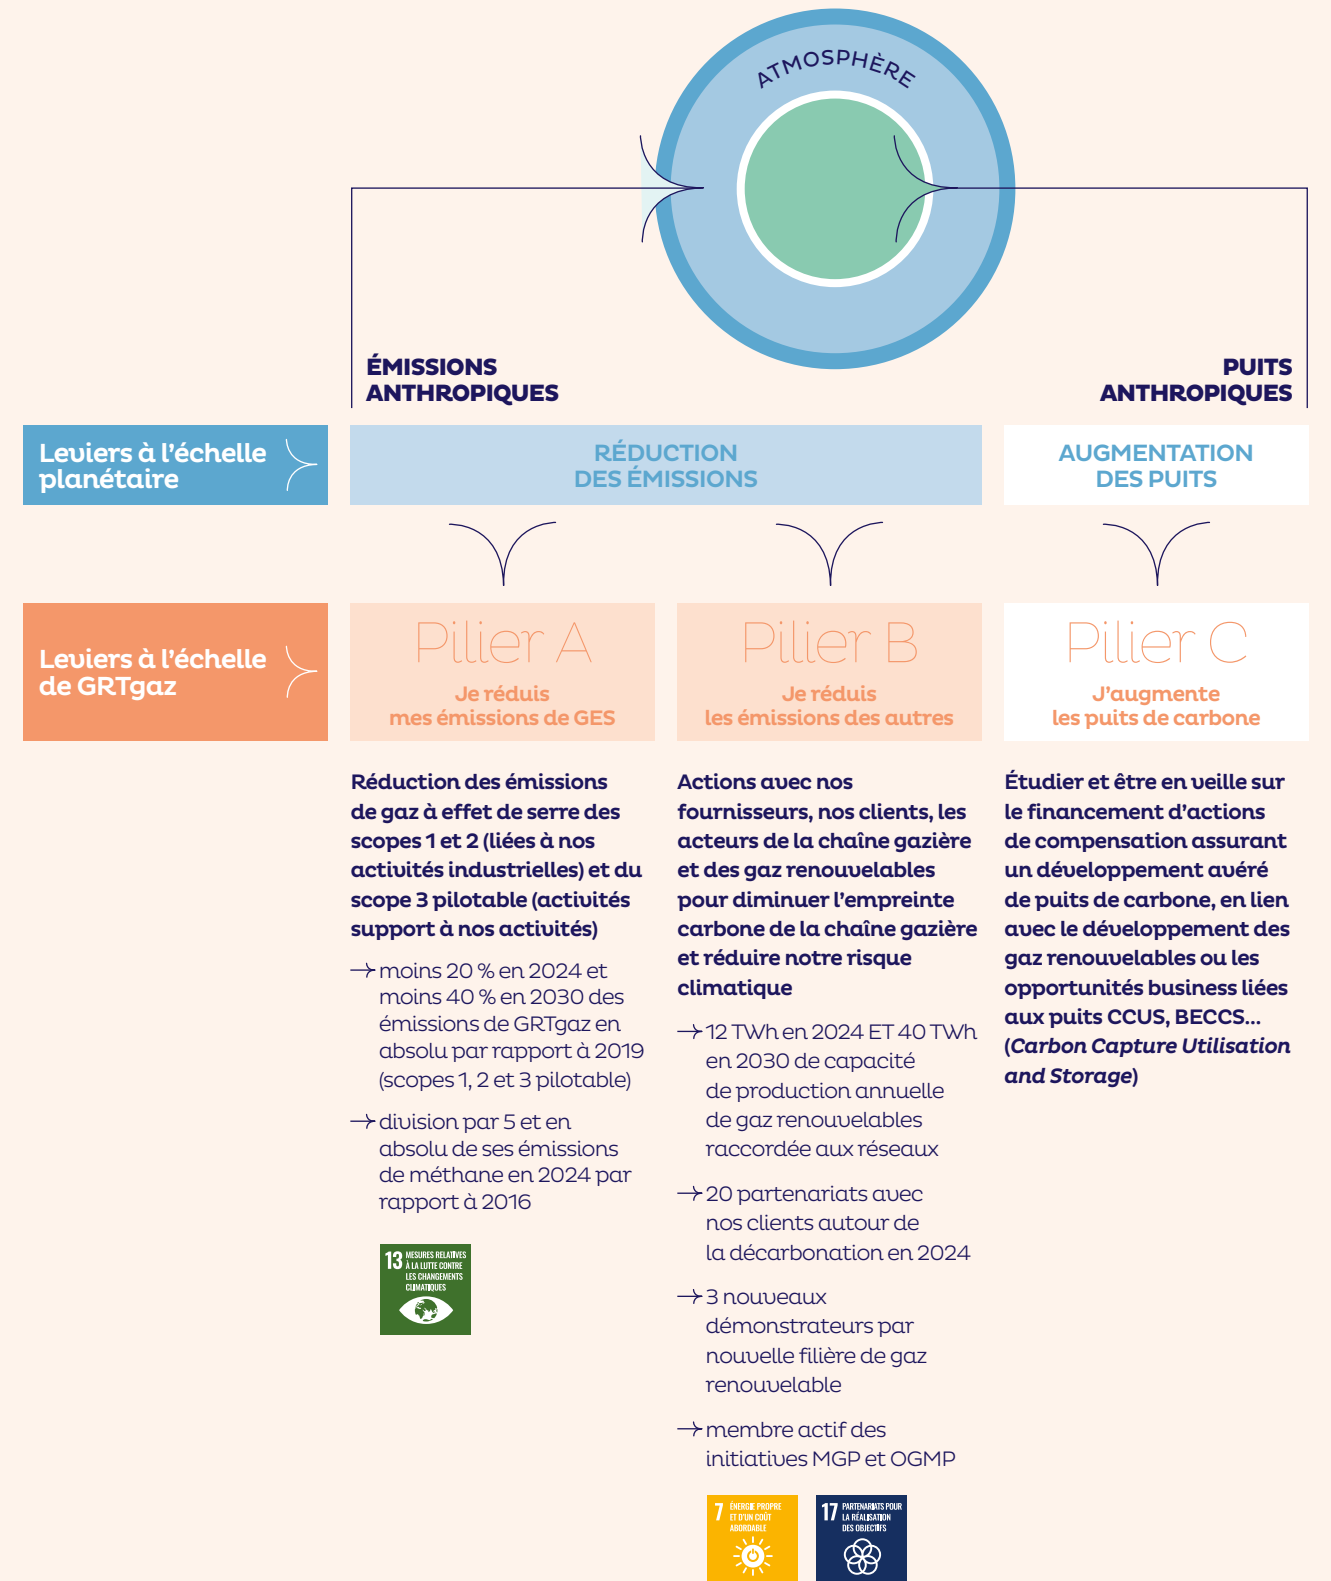 ATMOSPHÈRE
ÉMISSIONS
ANTHROPIQUES
PUITS
ANTHROPIQUES
Leviers à l’échelle
planétaire
RÉDUCTION
DES ÉMISSIONS
AUGMENTATION
DES PUITS
Leviers à l’échelle
de GRTgaz
Pilier A
Je réduis
mes émissions de GES
Pilier B
Je réduis
les émissions des autres
Pilier C
J’augmente
les puits de carbone
Réduction des émissions
de gaz à effet de serre des
scopes 1 et 2 (liées à nos
activités industrielles) et du
scope 3 pilotable (activités
support à nos activités)
moins 20 % en 2024 et
moins 40 % en 2030 des
émissions de GRTgaz en
absolu par rapport à 2019
(scopes 1, 2 et 3 pilotable)
division par 5 et en
absolu de ses émissions
de méthane en 2024 par
rapport à 2016
13 MESURES RELATIVES
À LA LUTTE CONTRE
LES CHANGEMENTS
CLIMATIQUES
Actions avec nos
fournisseurs, nos clients, les
acteurs de la chaîne gazière
et des gaz renouvelables
pour diminuer l’empreinte
carbone de la chaîne gazière
et réduire notre risque
climatique
12 TWh en 2024 ET 40 TWh
en 2030 de capacité
de production annuelle
de gaz renouvelables
raccordée aux réseaux
20 partenariats avec
nos clients autour de
la décarbonation en 2024
3 nouveaux
démonstrateurs par
nouvelle filière de gaz
renouvelable
membre actif des
initiatives MGP et OGMP
7 ÉNERGIE PROPRE
ET D’UN COÛT
ABORDABLE
17 PARTENARIATS POUR
LA RÉALISATION
DES OBJECTIFS
Étudier et être en veille sur
le financement d’actions
de compensation assurant
un développement avéré
de puits de carbone, en lien
avec le développement des
gaz renouvelables ou les
opportunités business liées
aux puits CCUS, BECCS...
(Carbon Capture Utilisation
and Storage)